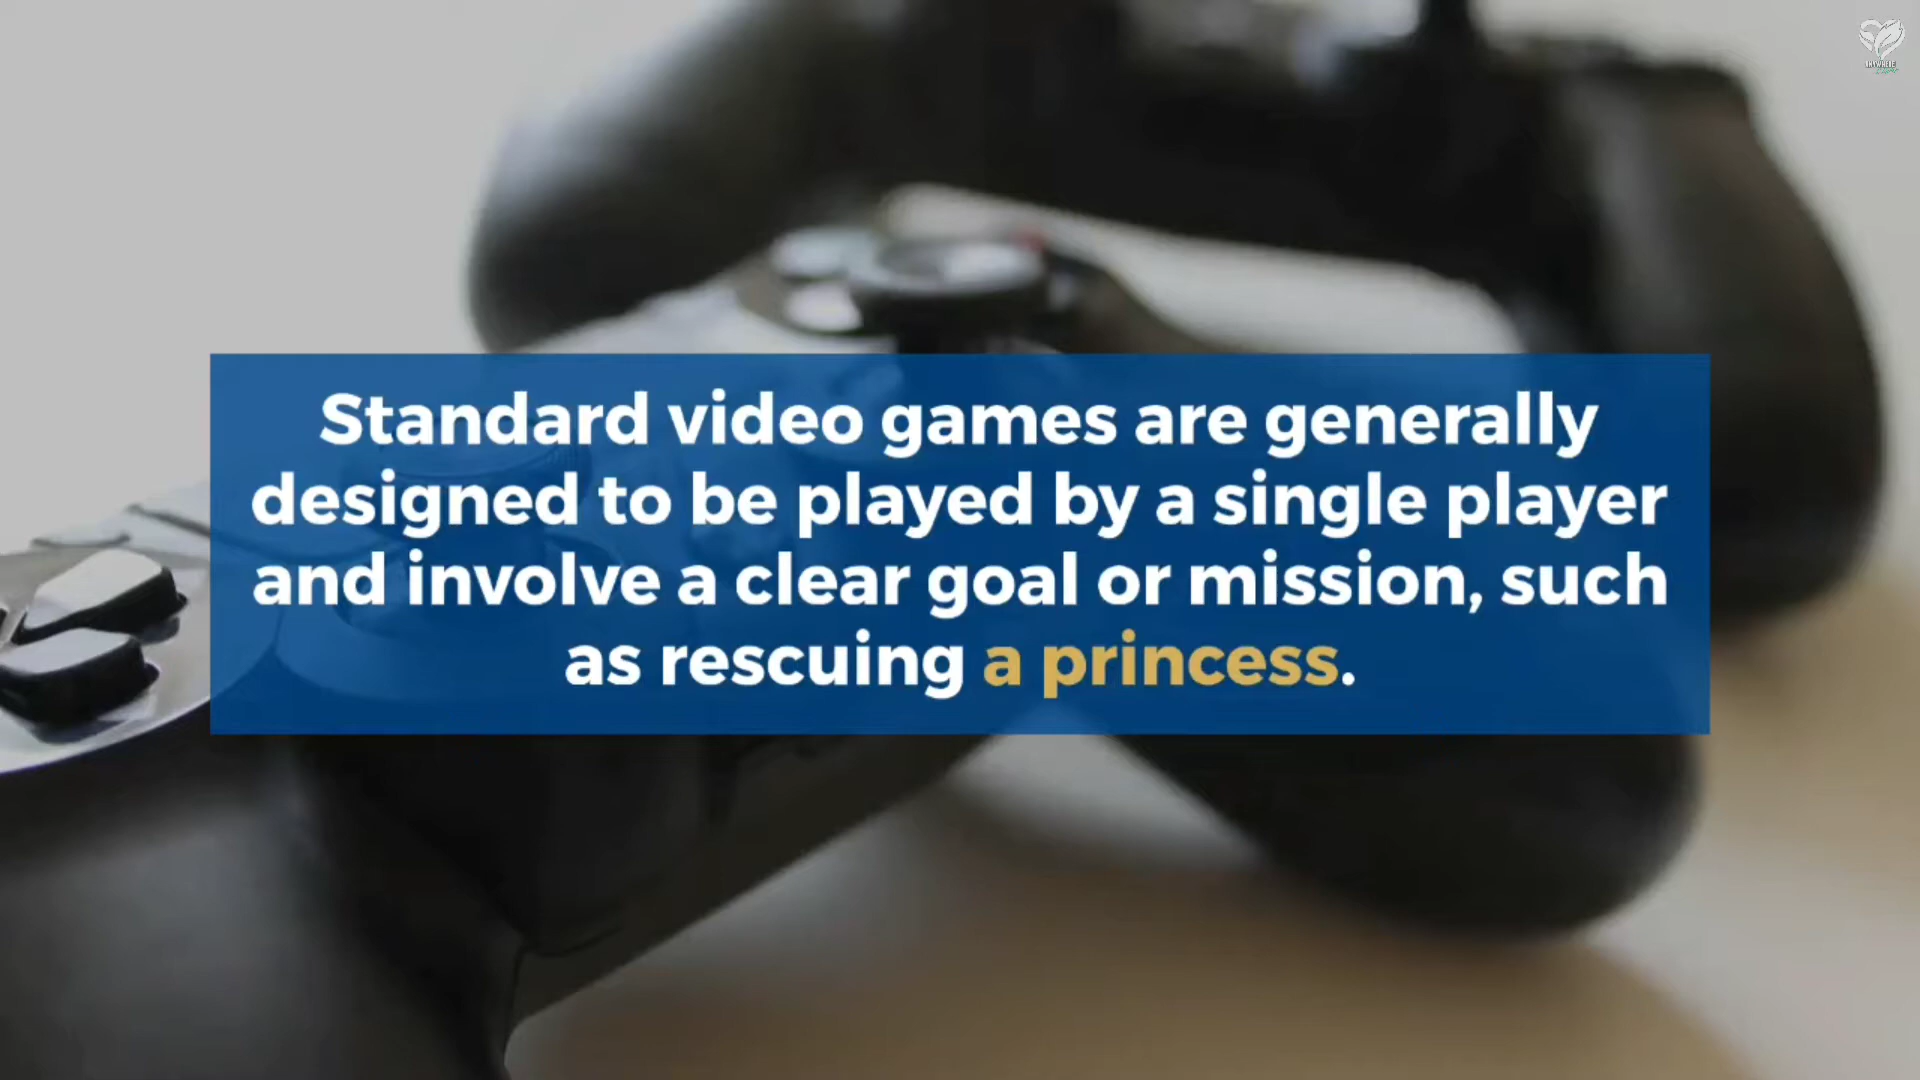 ANYWHERE
Standard video games are generally
designed to be played by a single player
and involve a clear goal or mission, such
as rescuing a princess.